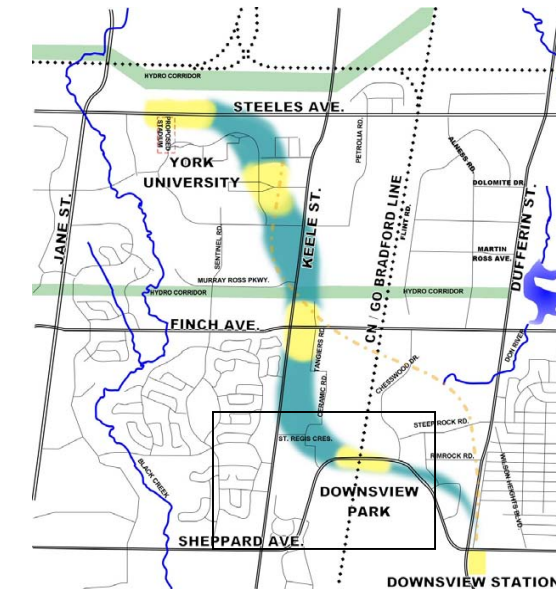 HYDRO CORRIDOR
STEELES AVE.
PROPOSED
STADIUM
PETROLIA RD.
ALNESS RD.
YORK
UNIVERSITY
DOLOMITE DR.
JANE ST.
KEELE ST.
CN / GO BRADFORD LINE
FLINT RD.
DUFFERIN ST.
SENTINEL RD.
MARTIN
ROSS AVE.
MURRAY ROSS PKWY.
HYDRO CORRIDOR
HYDRO CORRIDOR
FINCH AVE.
TANGIERS RD.
DON RIVER
CHESSWOOD DR.
CERAMIC RD.
STEEPROCK RD.
ST. REGIS CRES.
RIMROCK RD.
BLACK CREEK
WILSON HEIGHTS BLVD.
DOWNSVIEW
PARK
SHEPPARD AVE.
DOWNSVIEW STATION